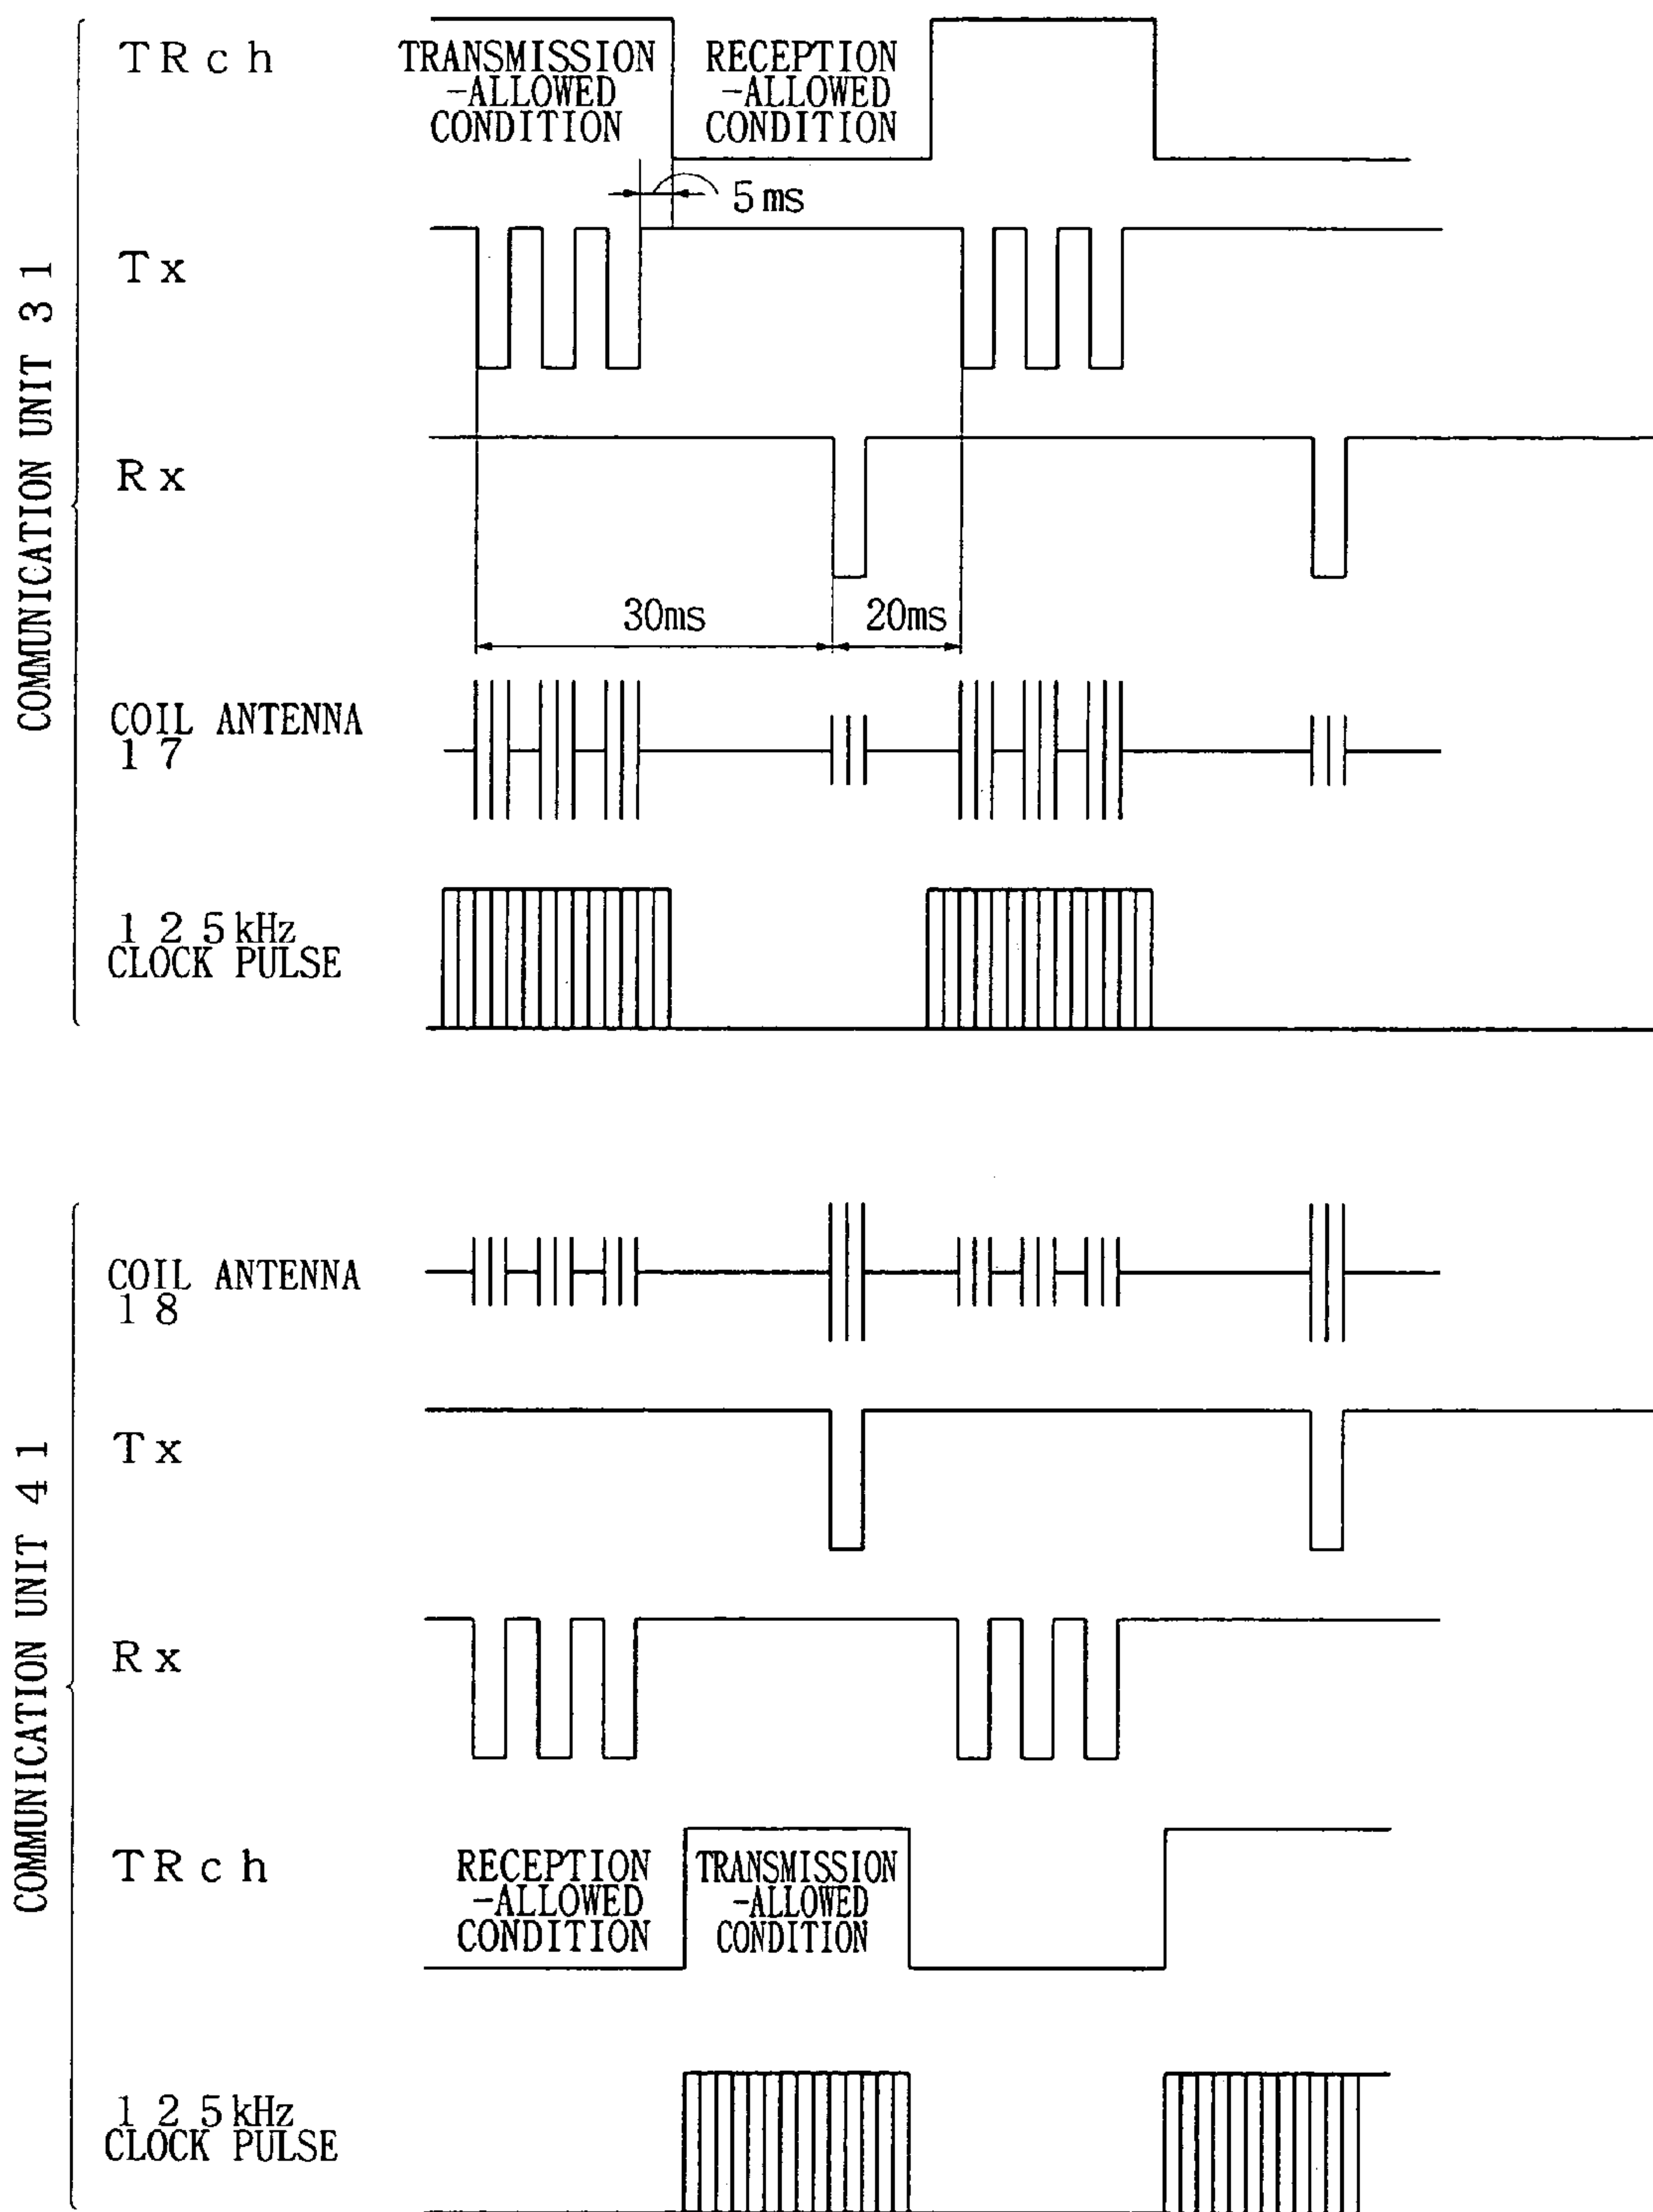 COMMUNICATION UNIT 31
TRch
TRANSMISSION
-ALLOWED
CONDITION
RECEPTION
-ALLOWED
CONDITION
5ms
Tx
Rx
30ms
20ms
COIL ANTENNA
17
125kHz
CLOCK PULSE
COMMUNICATION UNIT 41
COIL ANTENNA
18
Tx
Rx
TRch
RECEPTION
-ALLOWED
CONDITION
TRANSMISSION
-ALLOWED
CONDITION
125kHz
CLOCK PULSE